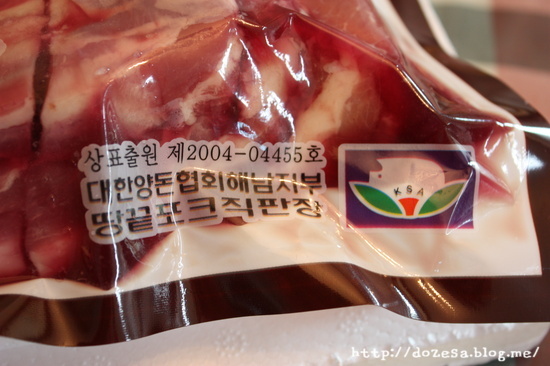 상표출원 제2004-04455호
대한양돈협회해남지부
땅끝포크직판장
KSA
http://dozesa.blog.me/